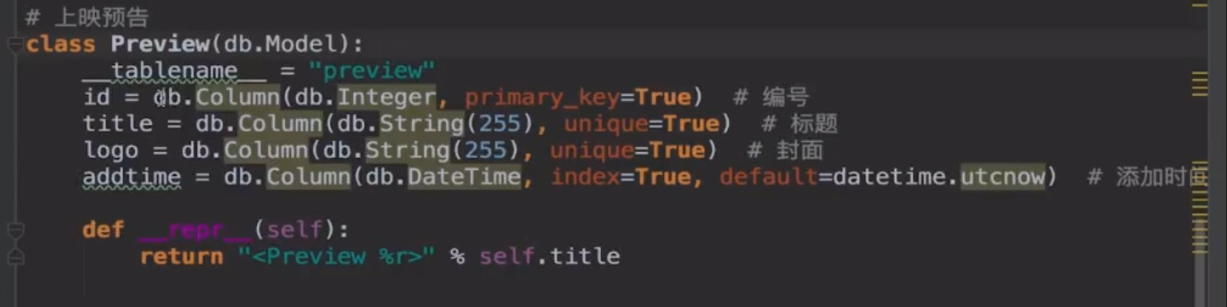 # 上映预告
class Preview(db.Model):
    __tablename__ = "preview"
    id = db.Column(db.Integer, primary_key=True)  # 编号
    title = db.Column(db.String(255), unique=True)  # 标题
    logo = db.Column(db.String(255), unique=True)  # 封面
    addtime = db.Column(db.DateTime, index=True, default=datetime.utcnow)  # 添加时间
    def __repr__(self):
        return "<Preview %r>" % self.title